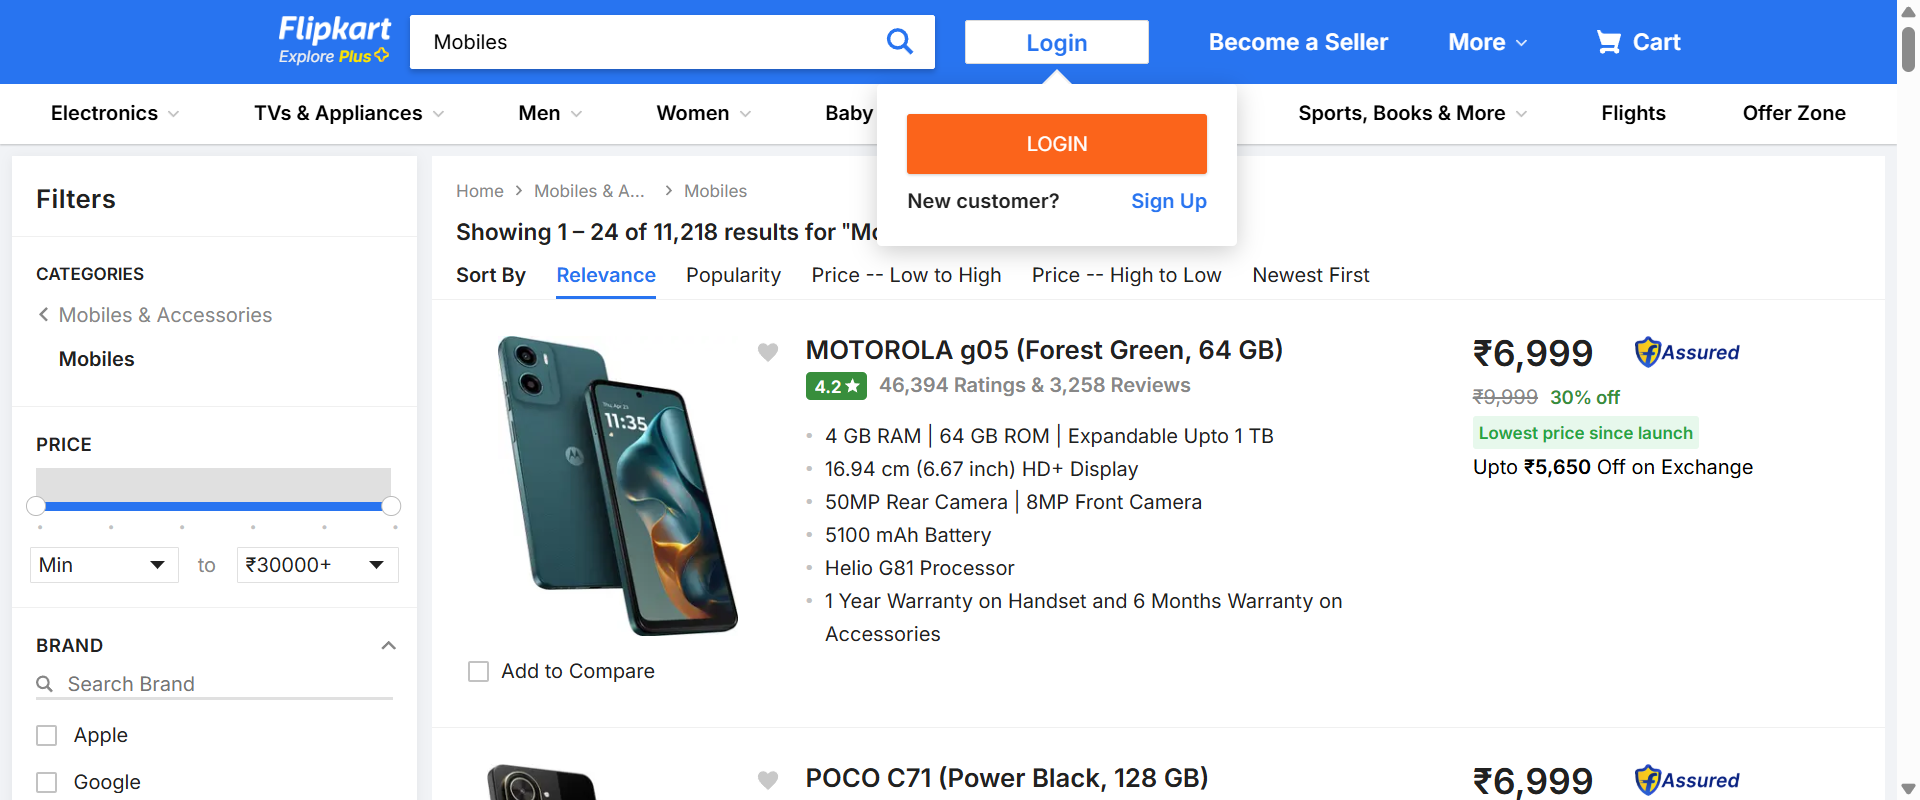 Flipkart
Explore Plus
Mobiles
Login
Become a Seller
More
Cart
Electronics
TVs & Appliances
Men
Women
Baby
Sports, Books & More
Flights
Offer Zone
LOGIN
New customer?
Sign Up
Filters
CATEGORIES
Mobiles & Accessories
Mobiles
PRICE
Min
to
₹30000+
BRAND
Search Brand
Apple
Google
Home
Mobiles & A...
Mobiles
Showing 1 – 24 of 11,218 results for
Sort By
Relevance
Popularity
Price -- Low to High
Price -- High to Low
Newest First
11:35
MOTOROLA g05 (Forest Green, 64 GB)
4.2★
46,394 Ratings & 3,258 Reviews
4 GB RAM | 64 GB ROM | Expandable Upto 1 TB
16.94 cm (6.67 inch) HD+ Display
50MP Rear Camera | 8MP Front Camera
5100 mAh Battery
Helio G81 Processor
1 Year Warranty on Handset and 6 Months Warranty on
Accessories
Add to Compare
₹6,999
Assured
₹9,999 30% off
Lowest price since launch
Upto ₹5,650 Off on Exchange
POCO C71 (Power Black, 128 GB)
₹6,999
Assured